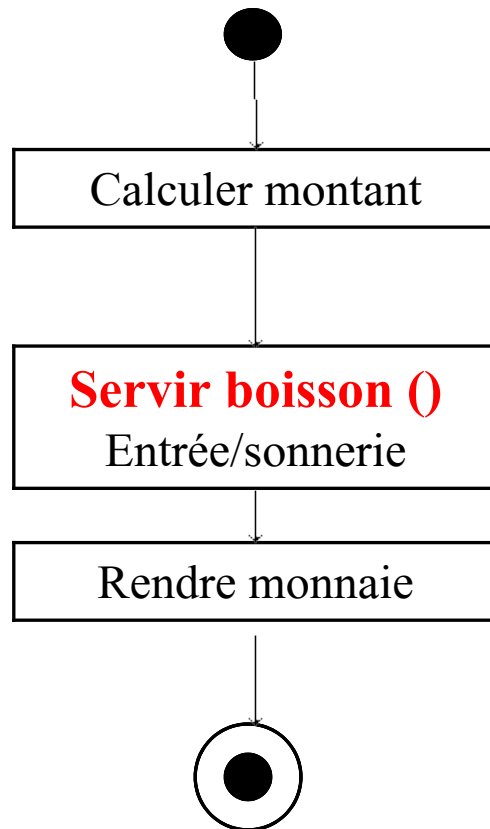 Calculer montant
Servir boisson ()
Entrée/sonnerie
Rendre monnaie